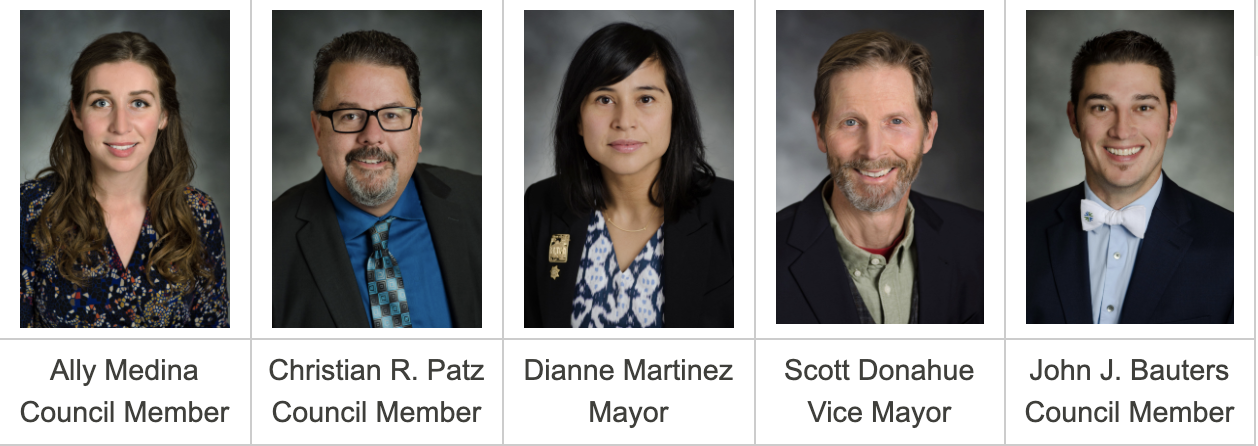 Ally Medina
Council Member
Christian R. Patz
Council Member
Dianne Martinez
Mayor
Scott Donahue
Vice Mayor
John J. Bauters
Council Member